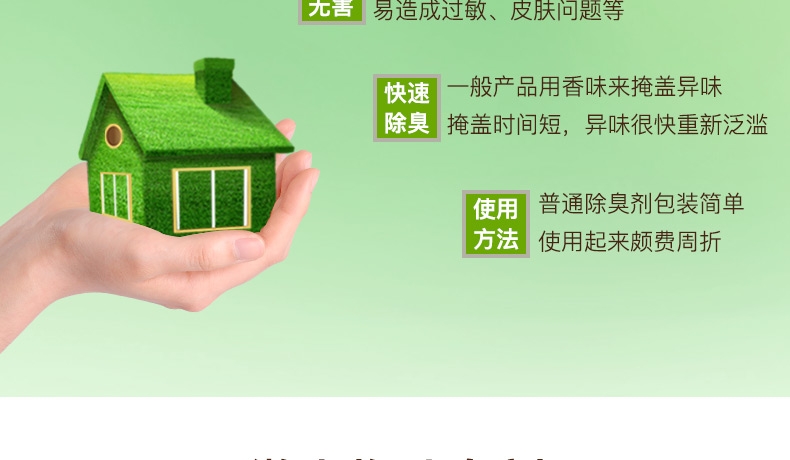 无害
易造成过敏、皮肤问题等
快速
除臭
一般产品用香味来掩盖异味
掩盖时间短，异味很快重新泛滥
使用
方法
普通除臭剂包装简单
使用起来颇费周折